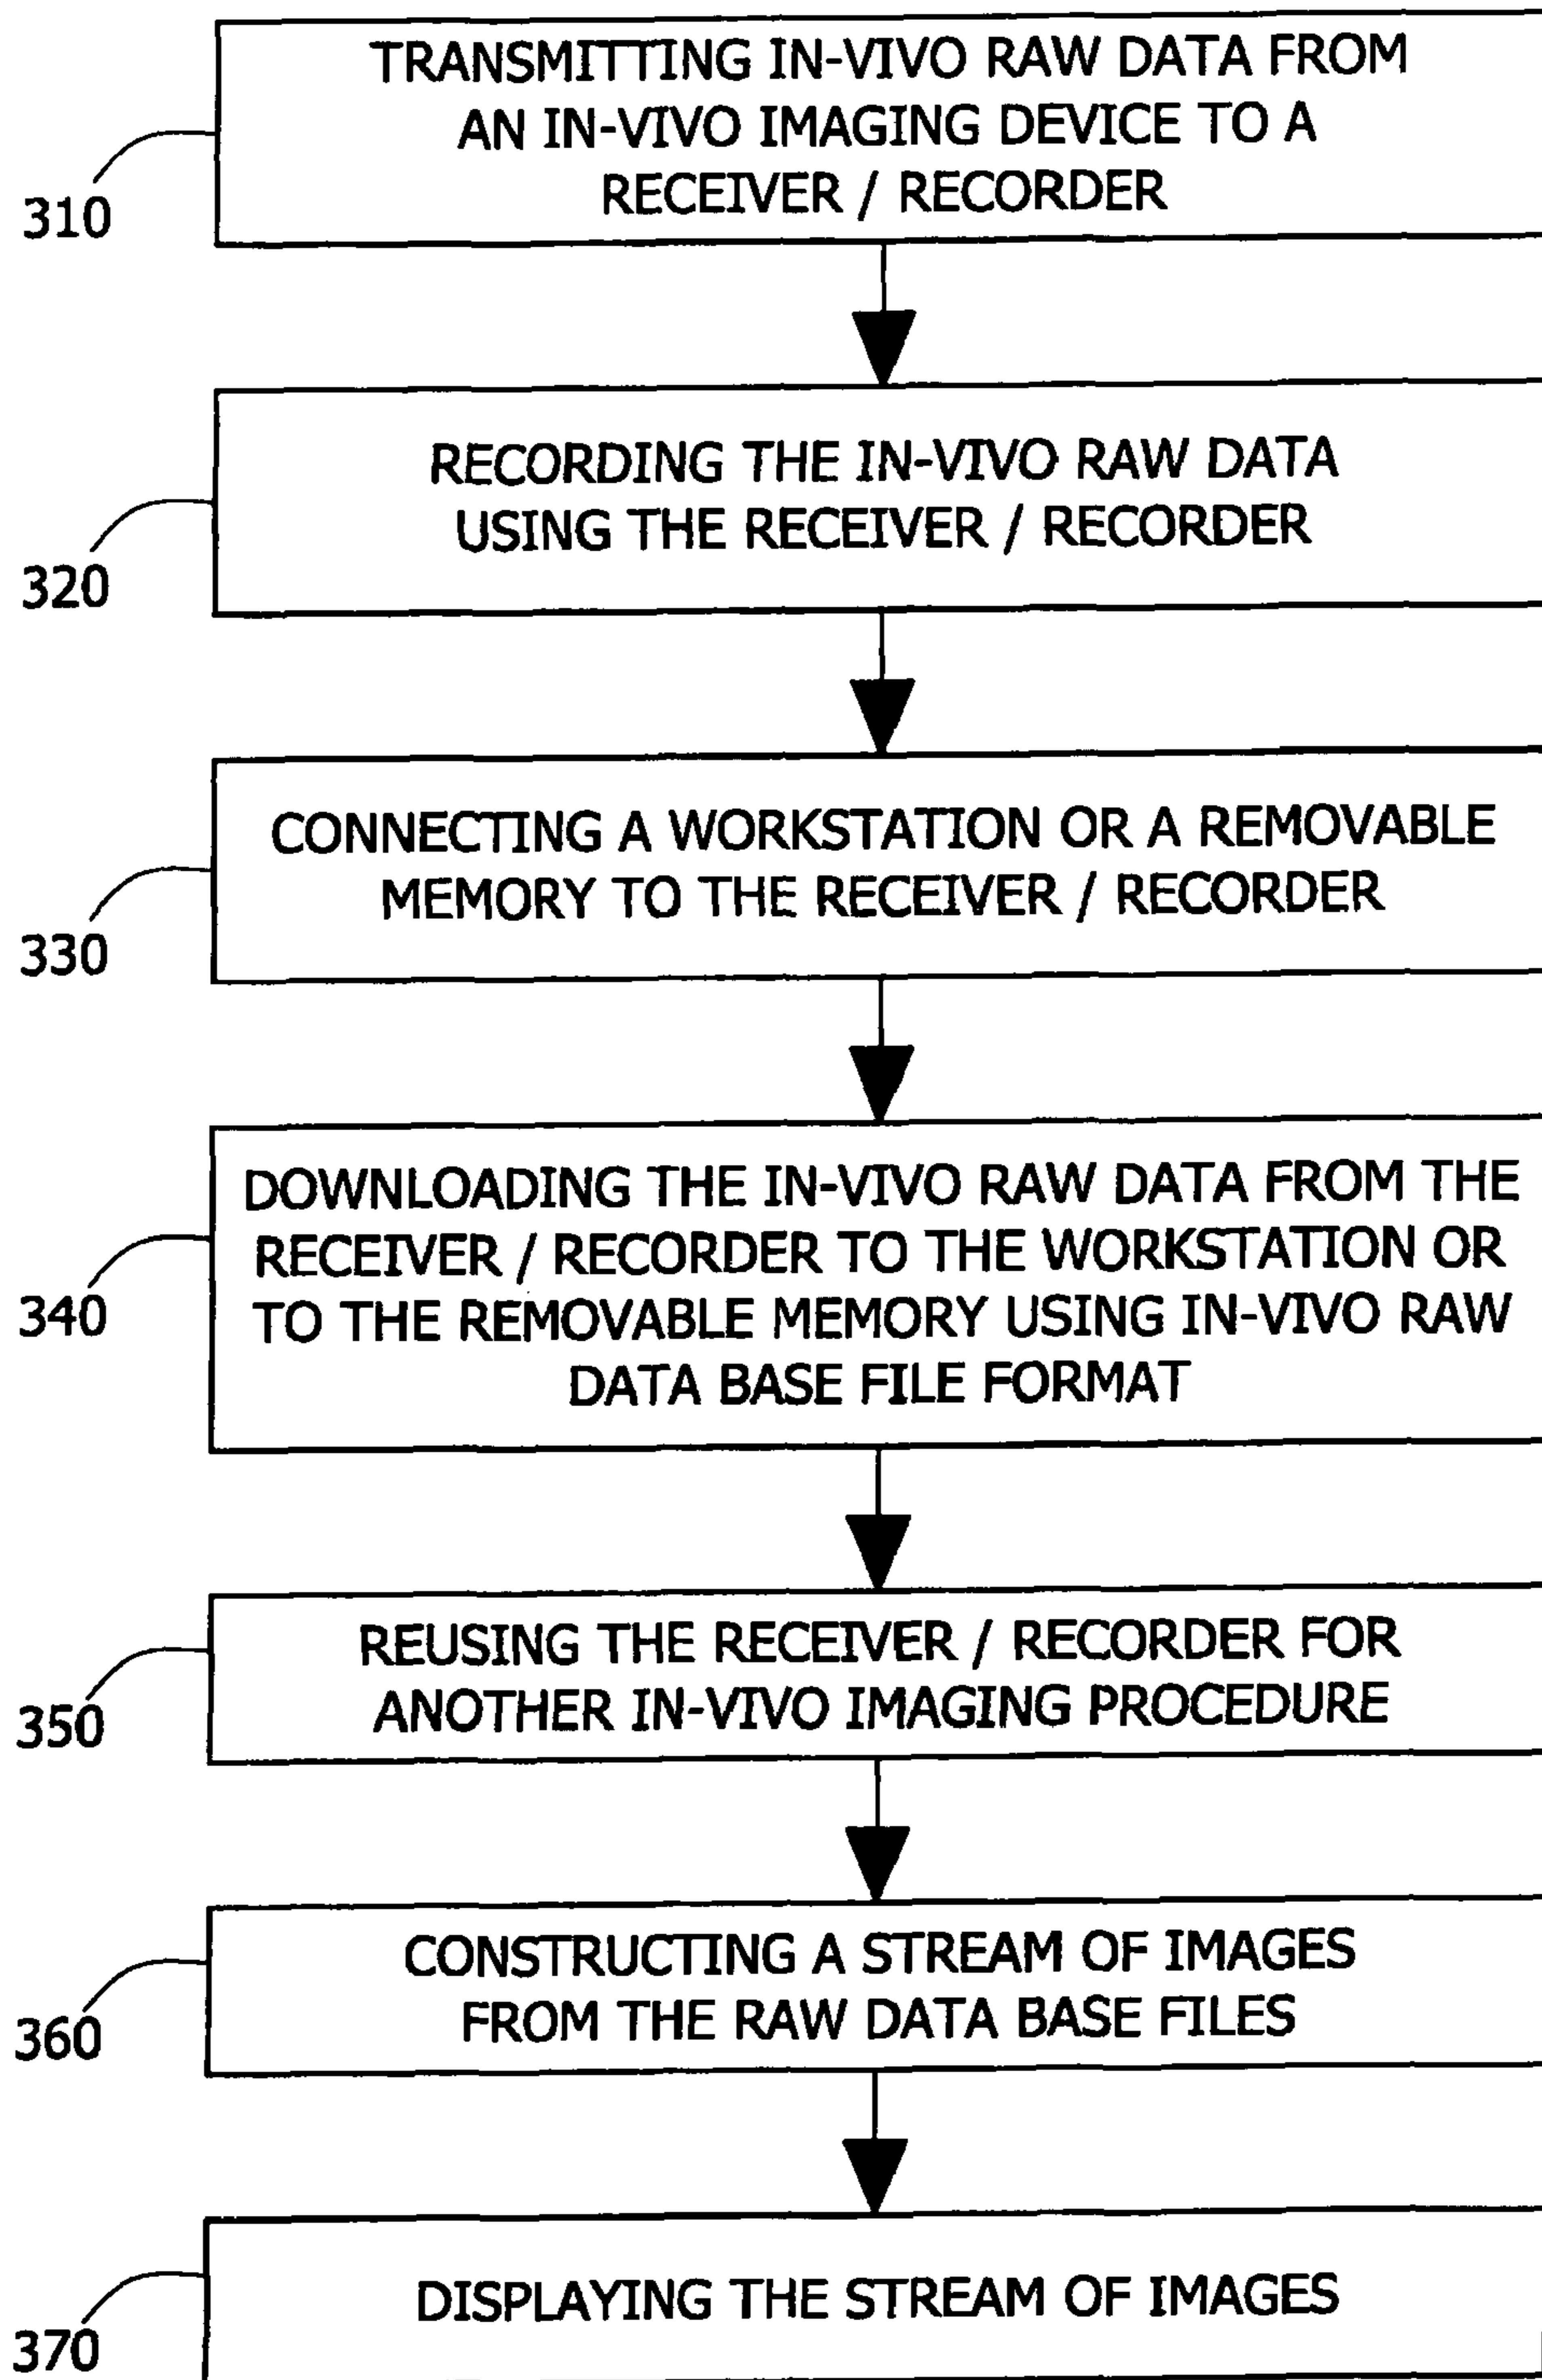 TRANSMITTING IN-VIVO RAW DATA FROM
AN IN-VIVO IMAGING DEVICE TO A
RECEIVER / RECORDER
310
RECORDING THE IN-VIVO RAW DATA
USING THE RECEIVER / RECORDER
320
CONNECTING A WORKSTATION OR A REMOVABLE
MEMORY TO THE RECEIVER / RECORDER
330
DOWNLOADING THE IN-VIVO RAW DATA FROM THE
RECEIVER / RECORDER TO THE WORKSTATION OR
TO THE REMOVABLE MEMORY USING IN-VIVO RAW
DATA BASE FILE FORMAT
340
REUSING THE RECEIVER / RECORDER FOR
ANOTHER IN-VIVO IMAGING PROCEDURE
350
CONSTRUCTING A STREAM OF IMAGES
FROM THE RAW DATA BASE FILES
360
DISPLAYING THE STREAM OF IMAGES
370